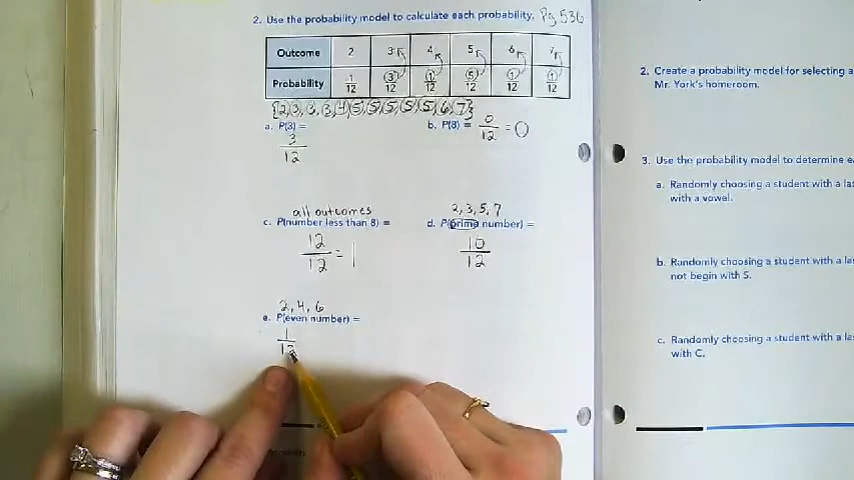 2. Use the probability model to calculate each probability. Pg 536
Outcome 2 3 4 5 6 7
Probability 1/12 3/12 1/12 5/12 1/12 1/12
{2,3,3,3,4,5,5,5,5,5,6,7}
a. P(3) =
3/12
b. P(8) = 0/12 = 0
all outcomes
c. P(number less than 8) =
12/12 = 1
2,3,5,7
d. P(prime number) =
10/12
2,4,6
e. P(even number) =
1/12
2. Create a probability model for selecting a
Mr. York's homeroom.
3. Use the probability model to determine e
a. Randomly choosing a student with a la
with a vowel.
b. Randomly choosing a student with a las
not begin with S.
c. Randomly choosing a student with a las
with C.